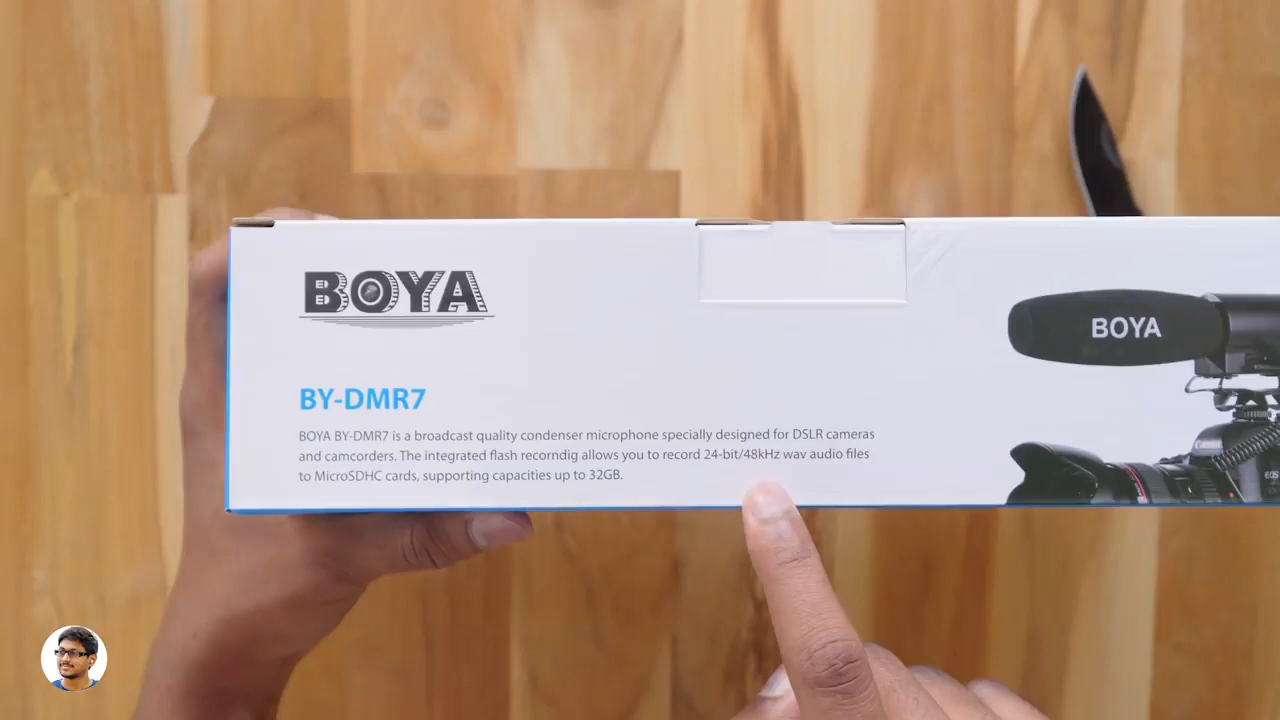 BOYA
BOYA
BY-DMR7
BOYA BY-DMR7 is a broadcast quality condenser microphone specially designed for DSLR cameras
and camcorders. The integrated flash recorndig allows you to record 24-bit/48kHz wav audio files
to MicroSDHC cards, supporting capacities up to 32GB.
EOS